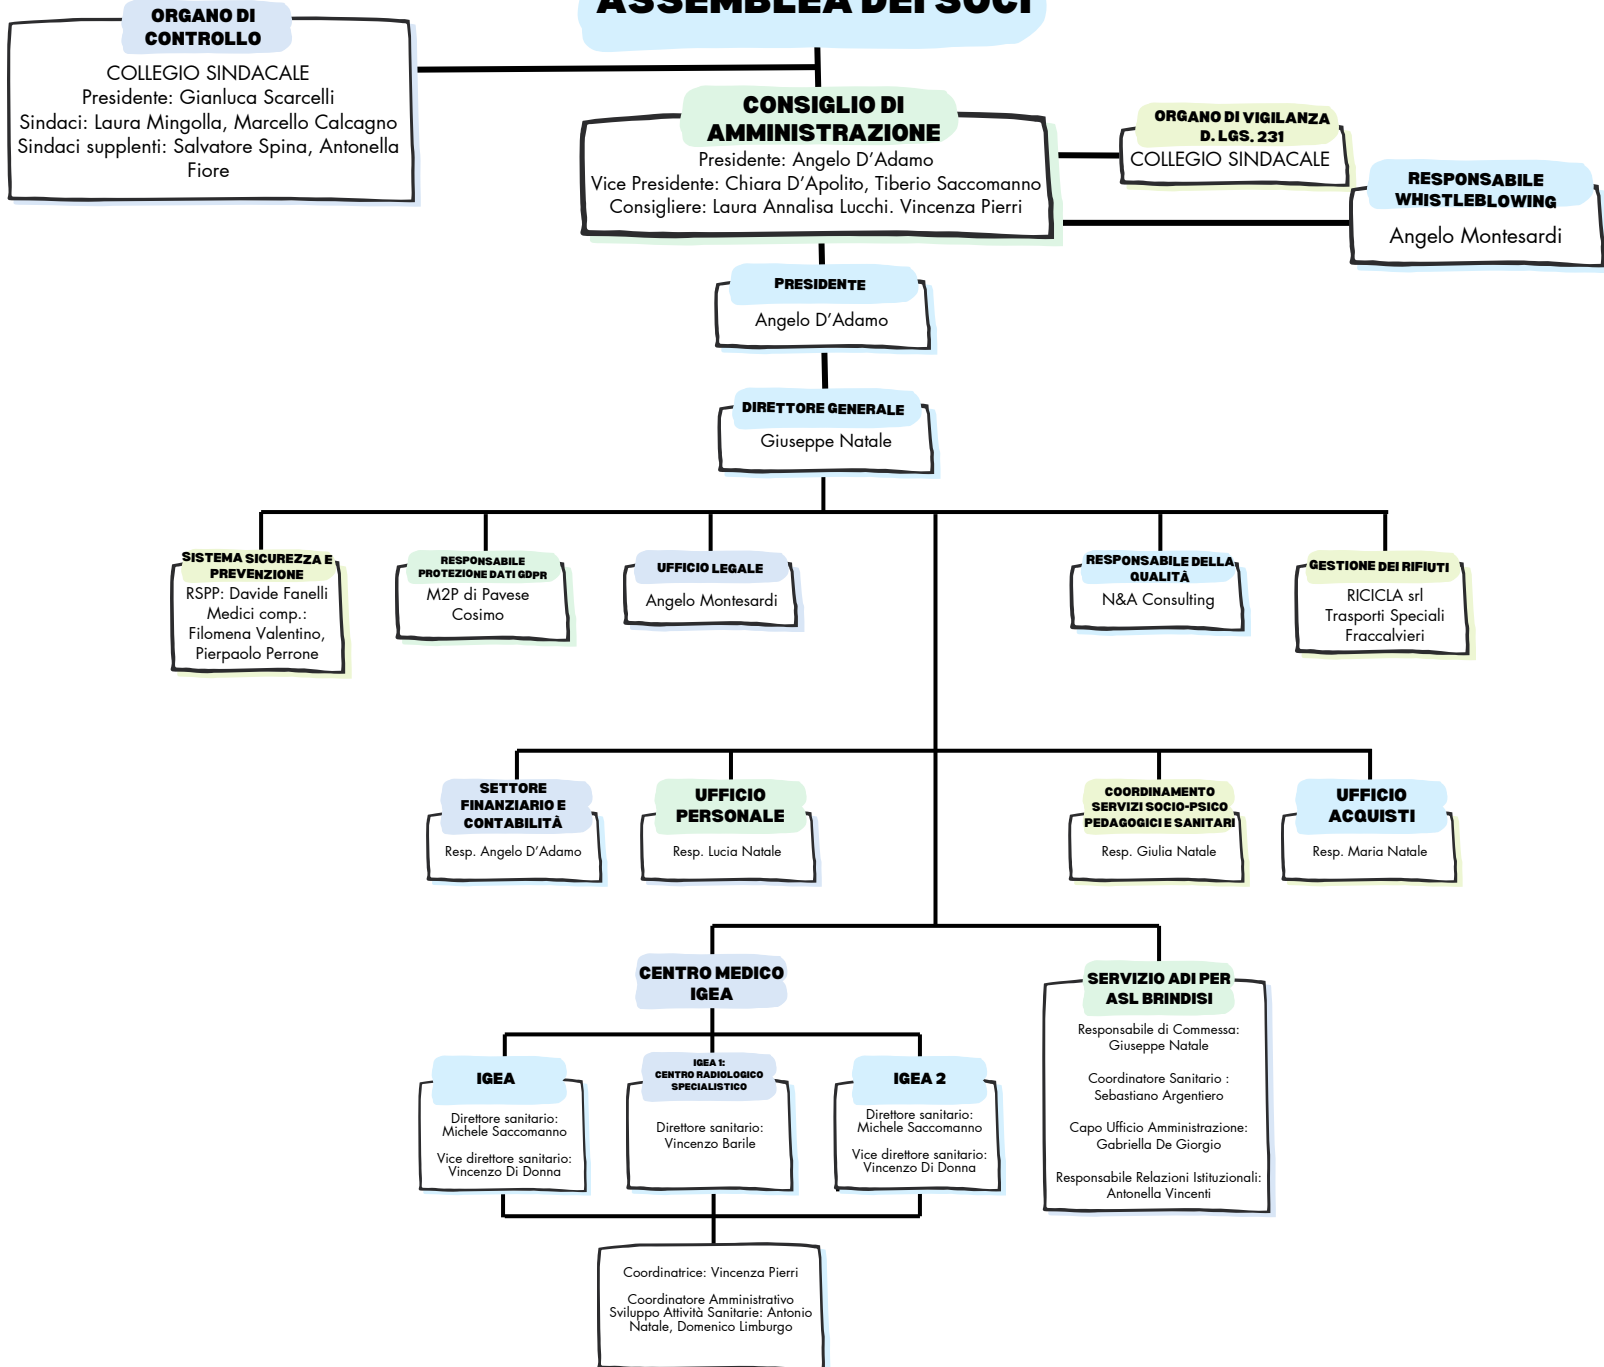 ASSEMBLEA DEI SOCI
ORGANO DI
CONTROLLO
COLLEGIO SINDACALE
Presidente: Gianluca Scarcelli
Sindaci: Laura Mingolla, Marcello Calcagno
Sindaci supplenti: Salvatore Spina, Antonella
Fiore
CONSIGLIO DI
AMMINISTRAZIONE
Presidente: Angelo D'Adamo
Vice Presidente: Chiara D'Apolito, Tiberio Saccomanno
Consigliere: Laura Annalisa Lucchi. Vincenza Pierri
ORGANO DI VIGILANZA
D. LGS. 231
COLLEGIO SINDACALE
RESPONSABILE
WHISTLEBLOWING
Angelo Montesardi
PRESIDENTE
Angelo D'Adamo
DIRETTORE GENERALE
Giuseppe Natale
SISTEMA SICUREZZA E
PREVENZIONE
RSPP: Davide Fanelli
Medici comp.:
Filomena Valentino,
Pierpaolo Perrone
RESPONSABILE
PROTEZIONE DATI GDPR
M2P di Pavese
Cosimo
UFFICIO LEGALE
Angelo Montesardi
RESPONSABILE DELLA
QUALITÀ
N&A Consulting
GESTIONE DEI RIFIUTI
RICICLA srl
Trasporti Speciali
Fraccalvieri
SETTORE
FINANZIARIO E
CONTABILITÀ
Resp. Angelo D'Adamo
UFFICIO
PERSONALE
Resp. Lucia Natale
COORDINAMENTO
SERVIZI SOCIO-PSICO
PEDAGOGICI E SANITARI
Resp. Giulia Natale
UFFICIO
ACQUISTI
Resp. Maria Natale
CENTRO MEDICO
IGEA
IGEA
Direttore sanitario:
Michele Saccomanno
Vice direttore sanitario:
Vincenzo Di Donna
IGEA 1:
CENTRO RADIOLOGICO
SPECIALISTICO
Direttore sanitario:
Vincenzo Barile
IGEA 2
Direttore sanitario:
Michele Saccomanno
Vice direttore sanitario:
Vincenzo Di Donna
SERVIZIO ADI PER
ASL BRINDISI
Responsabile di Commessa:
Giuseppe Natale
Coordinatore Sanitario :
Sebastiano Argentiero
Capo Ufficio Amministrazione:
Gabriella De Giorgio
Responsabile Relazioni Istituzionali:
Antonella Vincenti
Coordinatrice: Vincenza Pierri
Coordinatore Amministrativo
Sviluppo Attività Sanitarie: Antonio
Natale, Domenico Limburgo